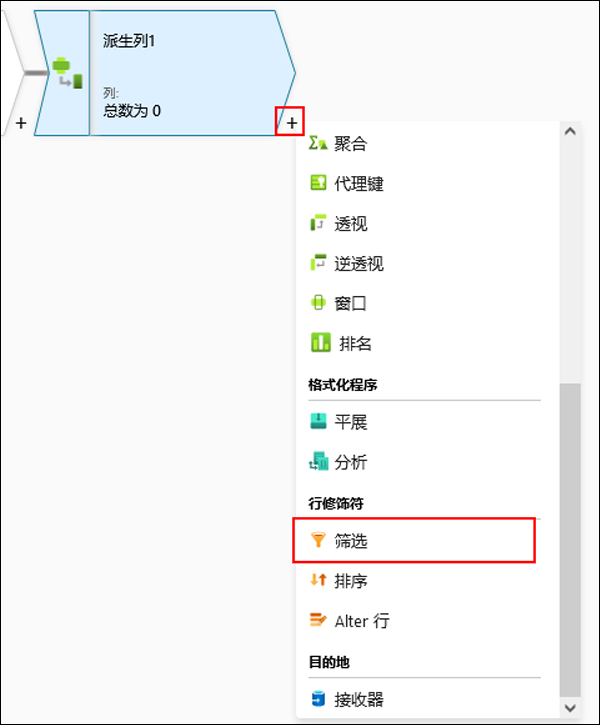 派生列1
列:
总数为 0
+
+
聚合
代理键
透视
逆透视
窗口
排名
格式化程序
平展
分析
行修饰符
筛选
排序
Alter 行
目的地
接收器